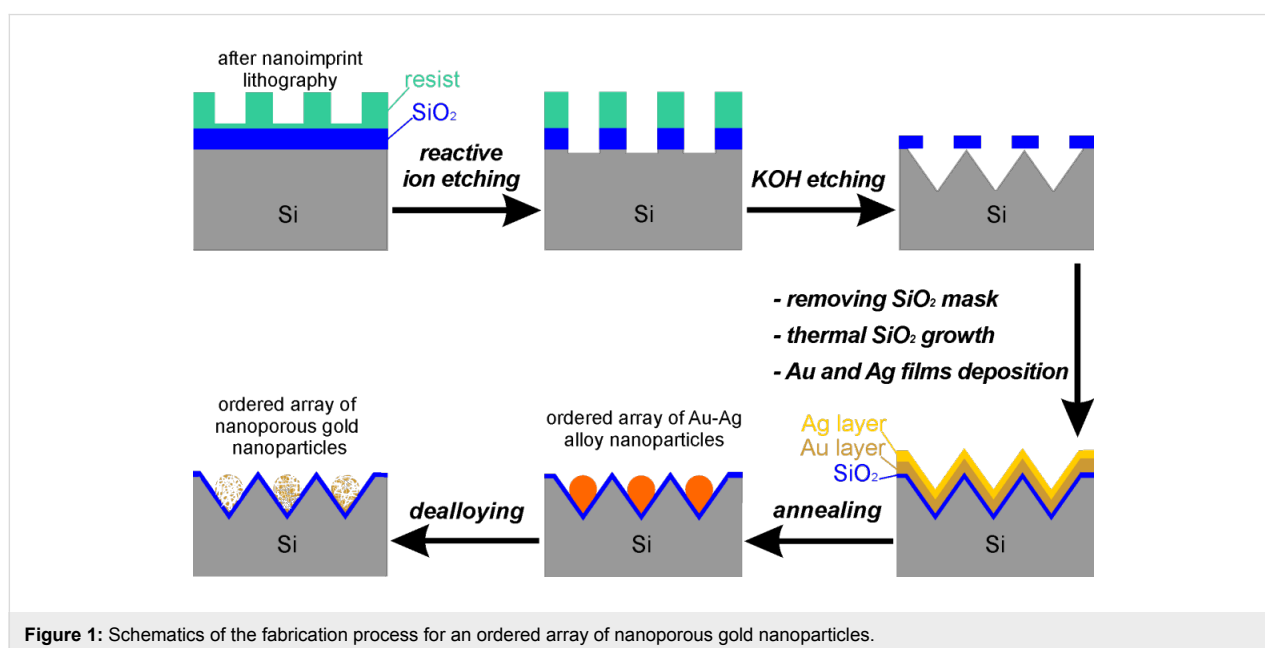 after nanoimprint
lithography
resist
SiO₂
reactive
ion etching
Si
KOH etching
Si
Si
- removing SiO₂ mask
- thermal SiO₂ growth
- Au and Ag films deposition
Ag layer
Au layer
SiO₂
annealing
Si
ordered array of Au-Ag
alloy nanoparticles
dealloying
Si
ordered array of
nanoporous gold
nanoparticles
Si
Figure 1: Schematics of the fabrication process for an ordered array of nanoporous gold nanoparticles.